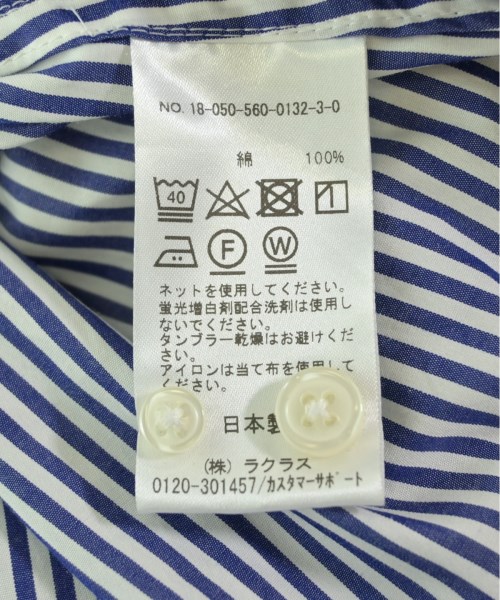 NO. 18-050-560-0132-3-0
綿 100%
40
F W
ネットを使用してください。
蛍光増白剤配合洗剤は使用し
ないでください。
タンブラー乾燥はお避けくだ
さい。
アイロンは当て布を使用して
ください。
日本製
(株) ラクラス
0120-301457/カスタマーサポート